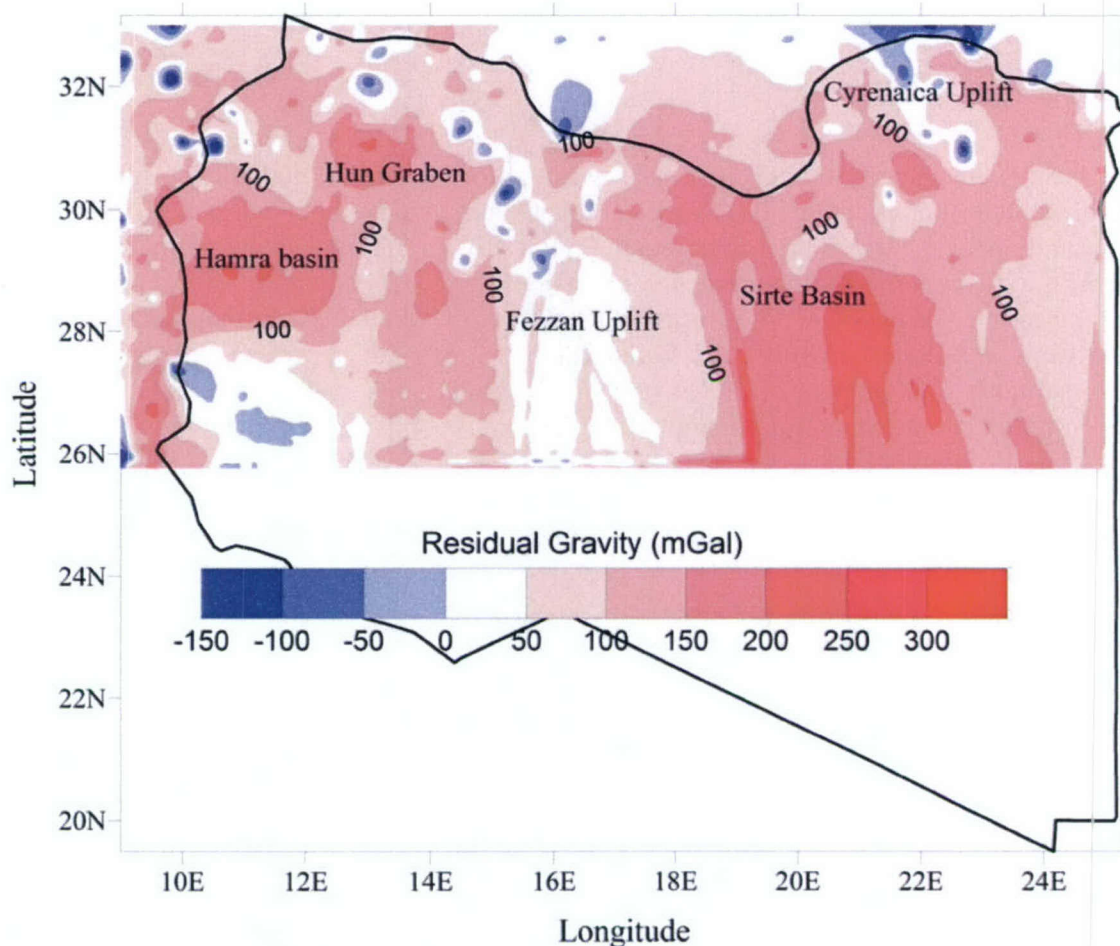 Latitude
32N
30N
28N
26N
24N
22N
20N
Cyrenaica Uplift
100
100
Hun Graben
100
100
100
Hamra basin
100
Sirte Basin
100
Fezzan Uplift
100
100
Residual Gravity (mGal)
-150 -100 -50 0 50 100 150 200 250 300
10E 12E 14E 16E 18E 20E 22E 24E
Longitude